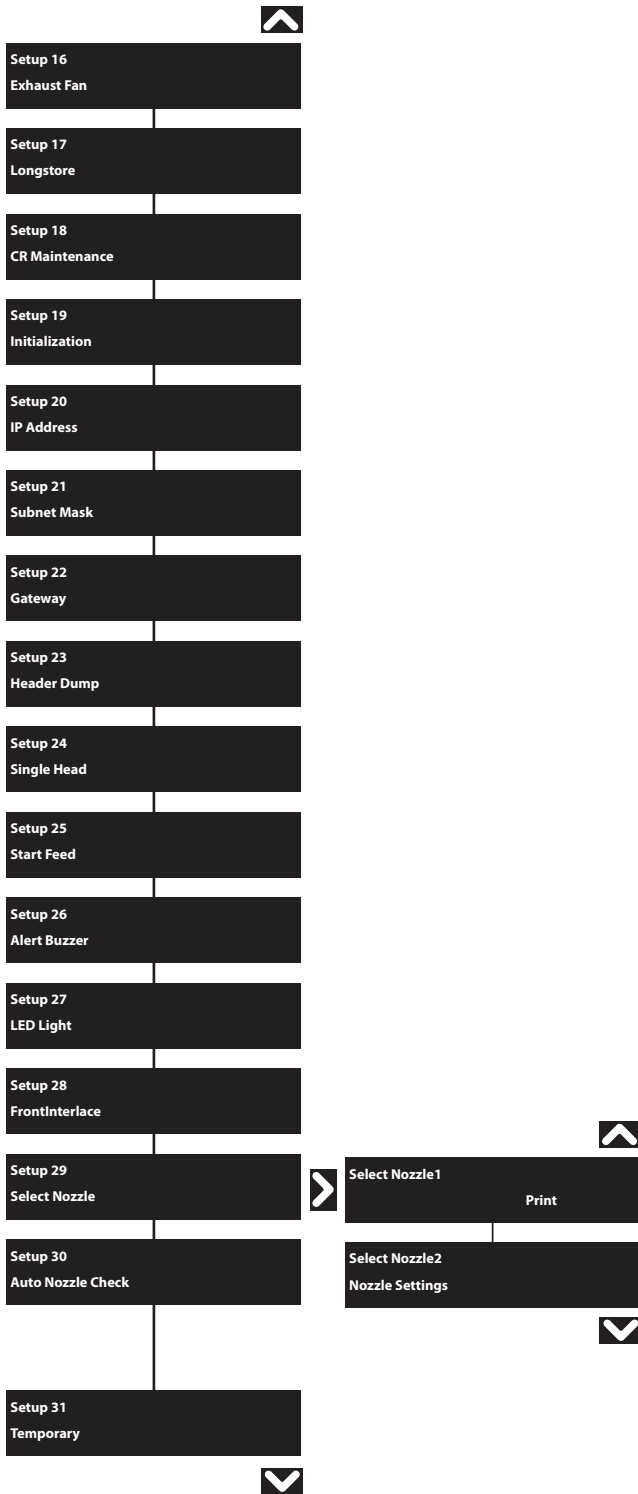 Setup 16
Exhaust Fan
Setup 17
Longstore
Setup 18
CR Maintenance
Setup 19
Initialization
Setup 20
IP Address
Setup 21
Subnet Mask
Setup 22
Gateway
Setup 23
Header Dump
Setup 24
Single Head
Setup 25
Start Feed
Setup 26
Alert Buzzer
Setup 27
LED Light
Setup 28
FrontInterlace
Setup 29
Select Nozzle
Select Nozzle1
Print
Select Nozzle2
Nozzle Settings
Setup 30
Auto Nozzle Check
Setup 31
Temporary